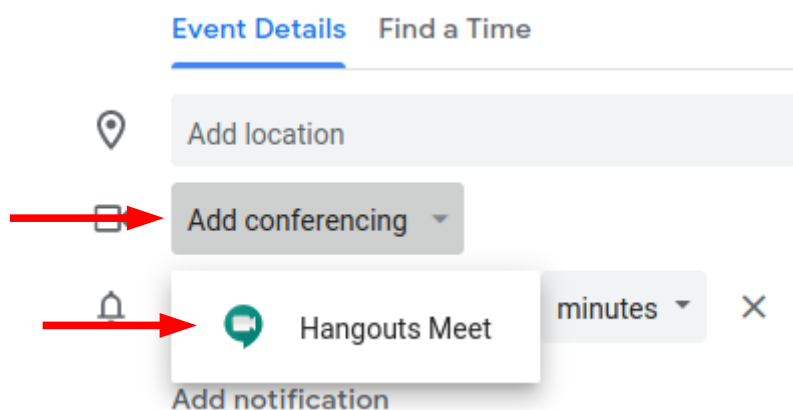 Event Details Find a Time
Add location
Add conferencing
Hangouts Meet minutes
Add notification